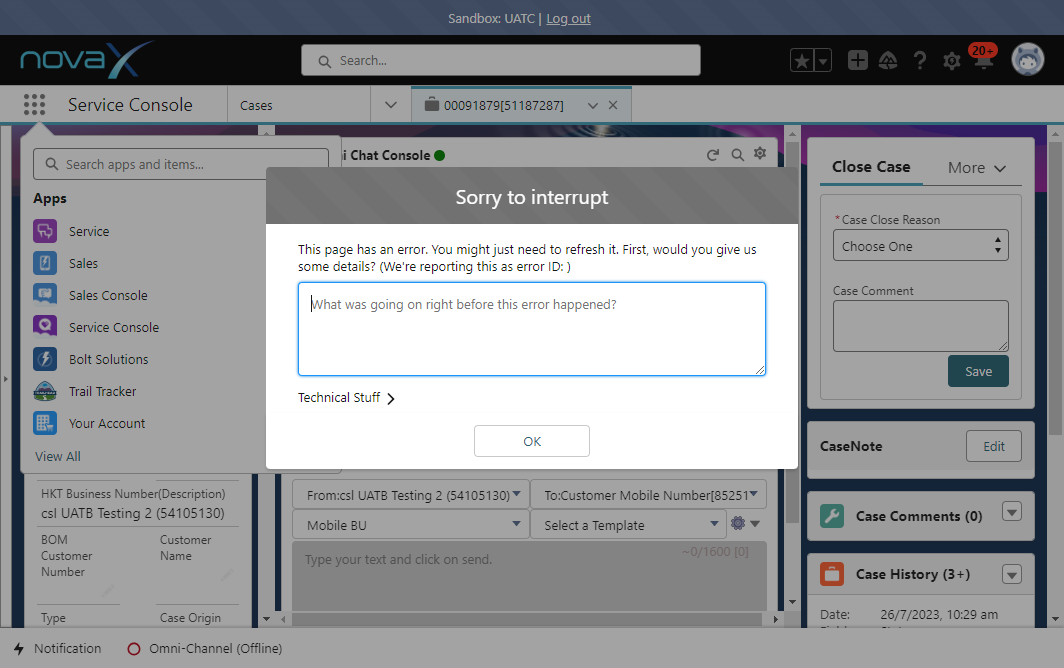 Sandbox: UATC | Log out
novaX
Search...
20+
Service Console
Cases
00091879[51187287]
Search apps and items...
Apps
Service
Sales
Sales Console
Service Console
Bolt Solutions
Trail Tracker
Your Account
View All
i Chat Console
Sorry to interrupt
This page has an error. You might just need to refresh it. First, would you give us
some details? (We're reporting this as error ID: )
What was going on right before this error happened?
Technical Stuff
OK
HKT Business Number(Description)
csl UATB Testing 2 (54105130)
BOM
Customer
Number
Customer
Name
Type
Case Origin
From:csl UATB Testing 2 (54105130)
To:Customer Mobile Number[85251
Mobile BU
Select a Template
Type your text and click on send.
~0/1600 [0]
Close Case
More
*Case Close Reason
Choose One
Case Comment
Save
CaseNote
Edit
Case Comments (0)
Case History (3+)
Date:
26/7/2023, 10:29 am
Notification
Omni-Channel (Offline)